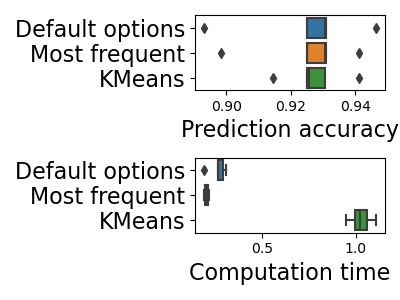 Default options
Most frequent
KMeans
0.90 0.92 0.94
Prediction accuracy
Default options
Most frequent
KMeans
0.5 1.0
Computation time